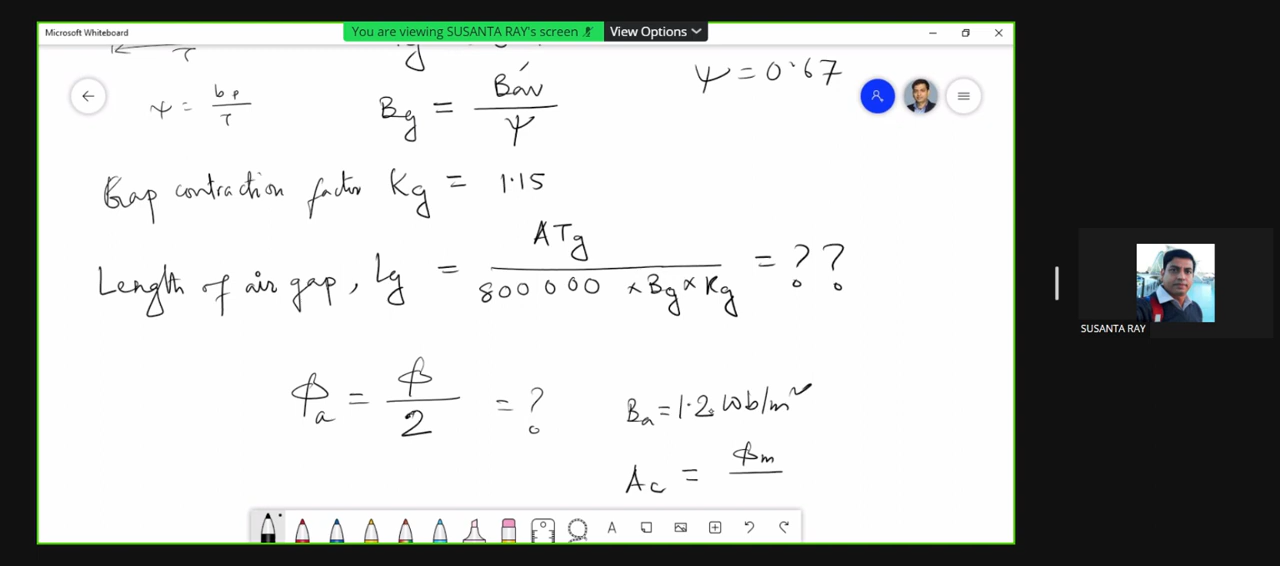 Microsoft Whiteboard
You are viewing SUSANTA RAY's screen View Options
τ
ψ = bp / τ
Bg = Bav / ψ
ψ = 0.67
Gap contraction factor Kg = 1.15
Length of air gap, Lg = ATg / 800000 × Bg × Kg = ??
ϕa = ϕ / 2 = ?
Ba = 1.2 wb/m²
Ac = ϕm
SUSANTA RAY